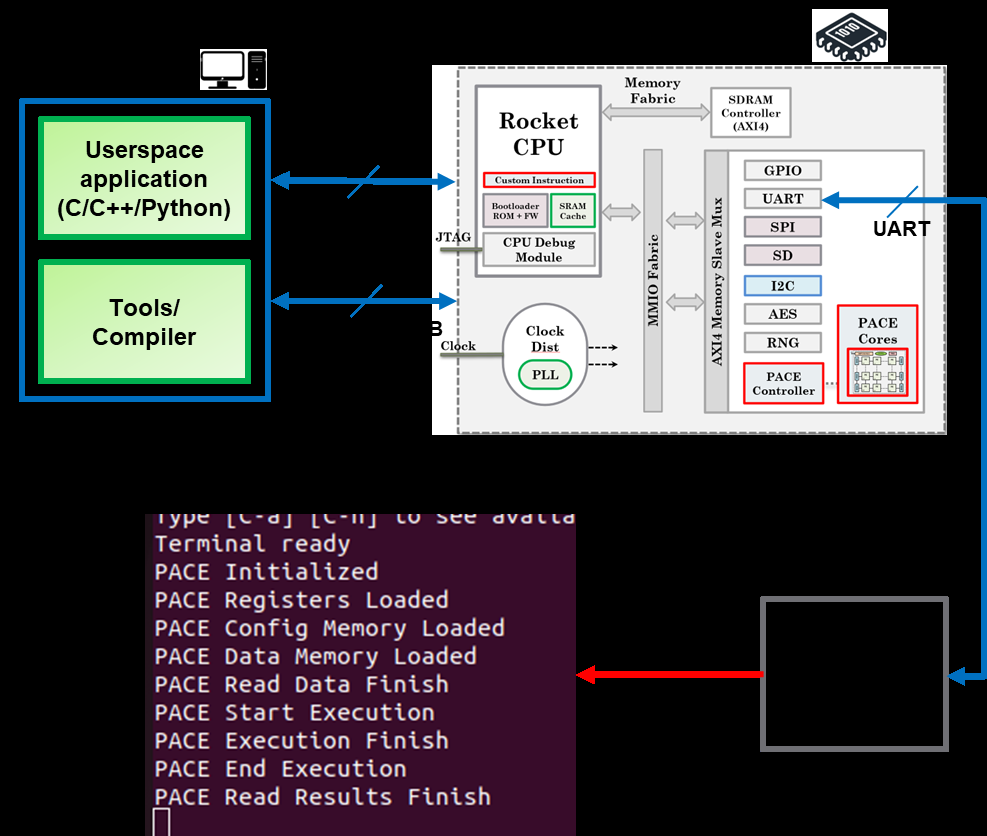 1010
Userspace
application
(C/C++/Python)
Tools/
Compiler
Memory
Fabric
Rocket
CPU
SDRAM
Controller
(AXI4)
Custom Instruction
Bootloader
ROM + FW
SRAM
Cache
JTAG
CPU Debug
Module
B
Clock
Clock
Dist
PLL
MMIO Fabric
AXI4 Memory Slave Mux
GPIO
UART
SPI
SD
I2C
AES
RNG
PACE
Controller
PACE
Cores
UART
Type [C-a] [C-h] to see availa
Terminal ready
PACE Initialized
PACE Registers Loaded
PACE Config Memory Loaded
PACE Data Memory Loaded
PACE Read Data Finish
PACE Start Execution
PACE Execution Finish
PACE End Execution
PACE Read Results Finish